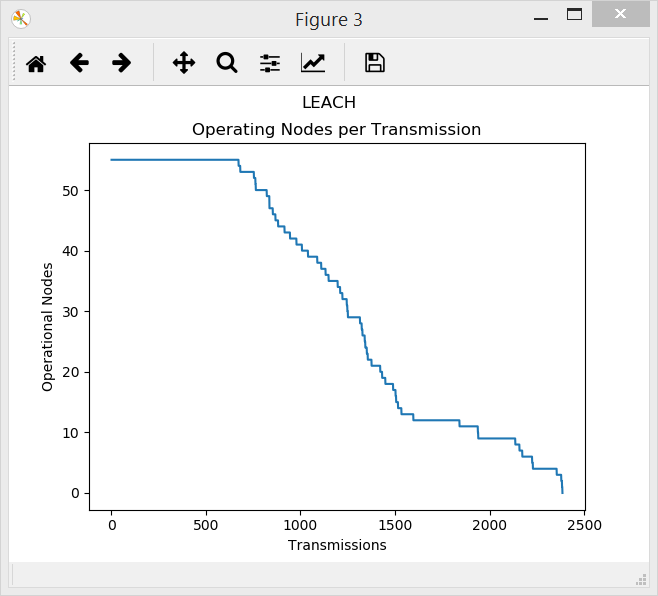 Figure 3
LEACH
Operating Nodes per Transmission
Operational Nodes
50
40
30
20
10
0
0 500 1000 1500 2000 2500
Transmissions